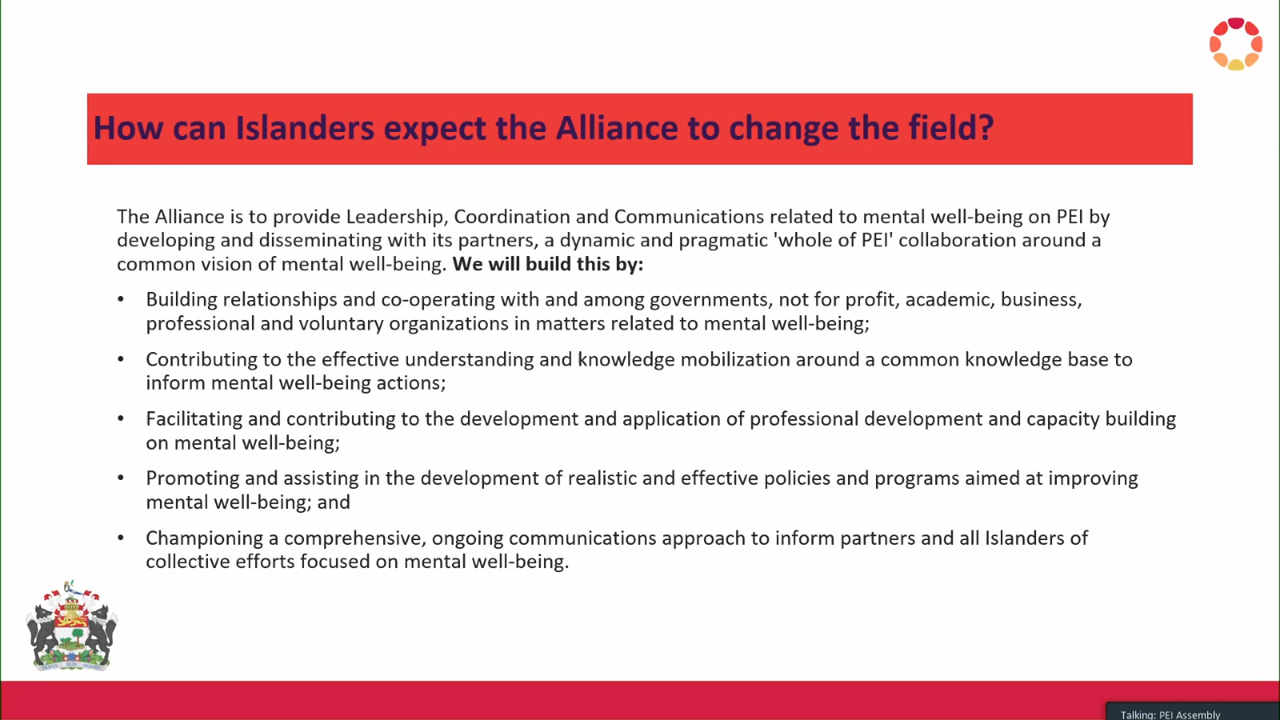 How can Islanders expect the Alliance to change the field?
The Alliance is to provide Leadership, Coordination and Communications related to mental well-being on PEI by
developing and disseminating with its partners, a dynamic and pragmatic 'whole of PEI' collaboration around a
common vision of mental well-being. We will build this by:
• Building relationships and co-operating with and among governments, not for profit, academic, business,
professional and voluntary organizations in matters related to mental well-being;
• Contributing to the effective understanding and knowledge mobilization around a common knowledge base to
inform mental well-being actions;
• Facilitating and contributing to the development and application of professional development and capacity building
on mental well-being;
• Promoting and assisting in the development of realistic and effective policies and programs aimed at improving
mental well-being; and
• Championing a comprehensive, ongoing communications approach to inform partners and all Islanders of
collective efforts focused on mental well-being.
Talking: PEI Assembly